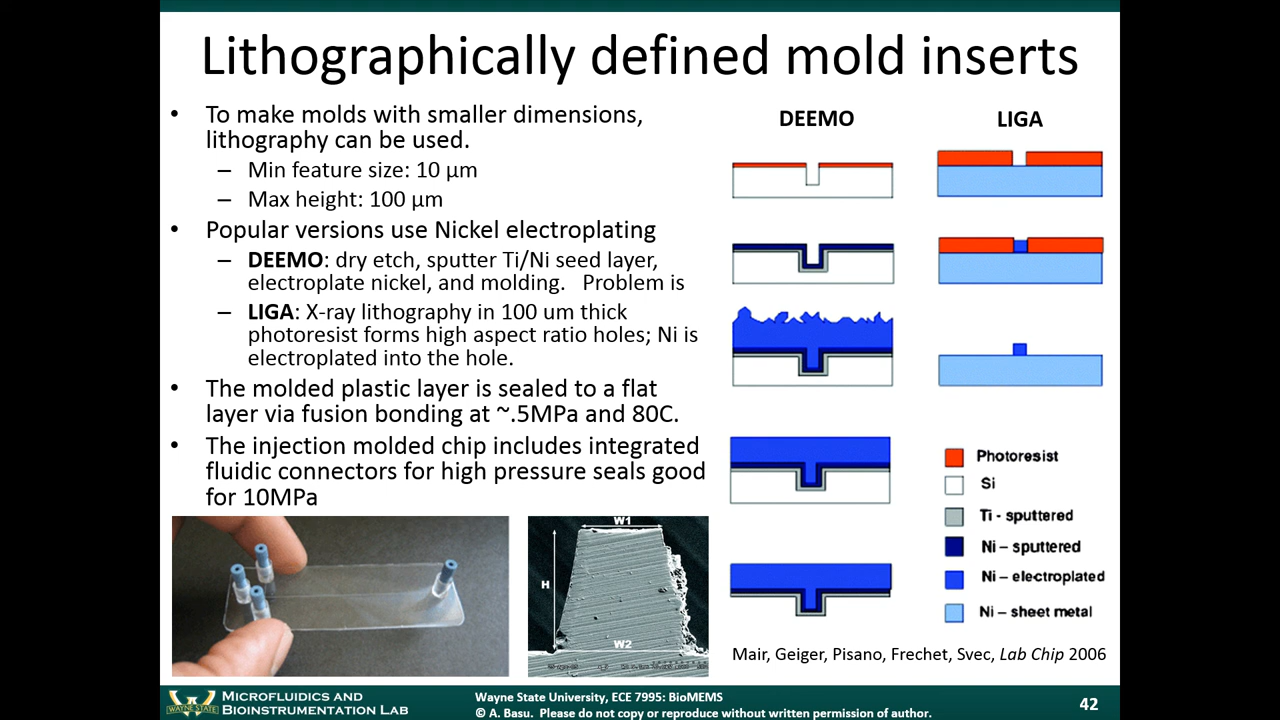 Lithographically defined mold inserts
• To make molds with smaller dimensions,
lithography can be used.
– Min feature size: 10 µm
– Max height: 100 µm
• Popular versions use Nickel electroplating
– DEEMO: dry etch, sputter Ti/Ni seed layer,
electroplate nickel, and molding. Problem is
– LIGA: X-ray lithography in 100 um thick
photoresist forms high aspect ratio holes; Ni is
electroplated into the hole.
• The molded plastic layer is sealed to a flat
layer via fusion bonding at ~.5MPa and 80C.
• The injection molded chip includes integrated
fluidic connectors for high pressure seals good
for 10MPa
W1
H
W2
DEEMO
LIGA
Photoresist
Si
Ti - sputtered
Ni – sputtered
Ni – electroplated
Ni – sheet metal
Mair, Geiger, Pisano, Frechet, Svec, Lab Chip 2006
WAYNE STATE
MICROFLUIDICS AND
BIOINSTRUMENTATION LAB
Wayne State University, ECE 7995: BioMEMS
© A. Basu. Please do not copy or reproduce without written permission of author.
42